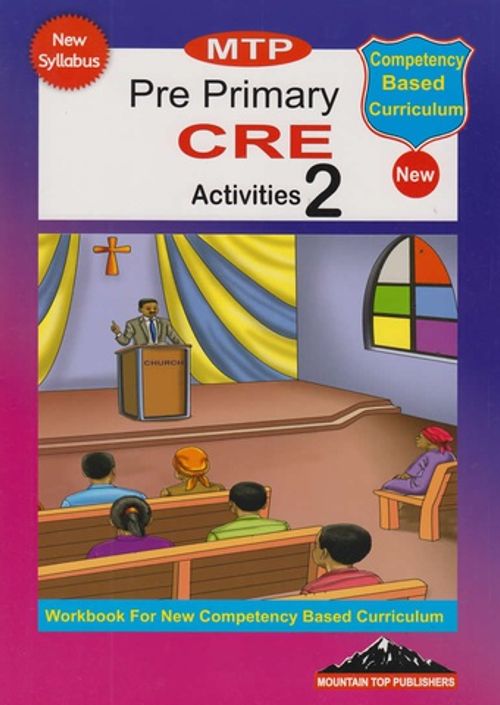 New
Syllabus
MTP
Pre Primary
CRE
Activities 2
Competency
Based
Curriculum
New
CHURCH
Workbook For New Competency Based Curriculum
MOUNTAIN TOP PUBLISHERS